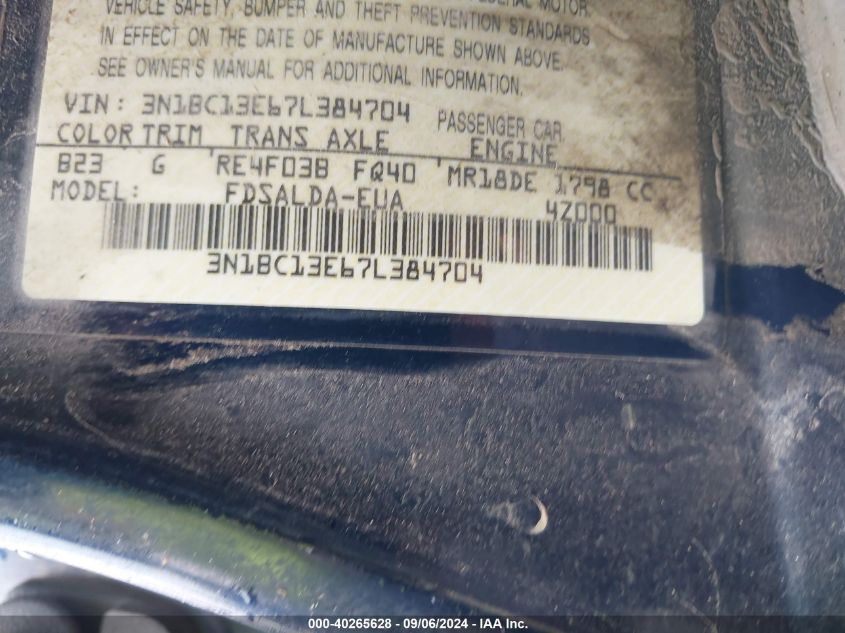 VEHICLE SAFETY, BUMPER AND THEFT PREVENTION STANDARDS
IN EFFECT ON THE DATE OF MANUFACTURE SHOWN ABOVE.
SEE OWNER'S MANUAL FOR ADDITIONAL INFORMATION.
VIN: 3N1BC13E67L384704 PASSENGER CAR
COLOR TRIM TRANS AXLE ENGINE
B23 G RE4F03B FQ40 MR18DE 1798 CC
MODEL: FDSALDA-EUA 4Z000
3N1BC13E67L384704
000-40265628 - 09/06/2024 - IAA Inc.